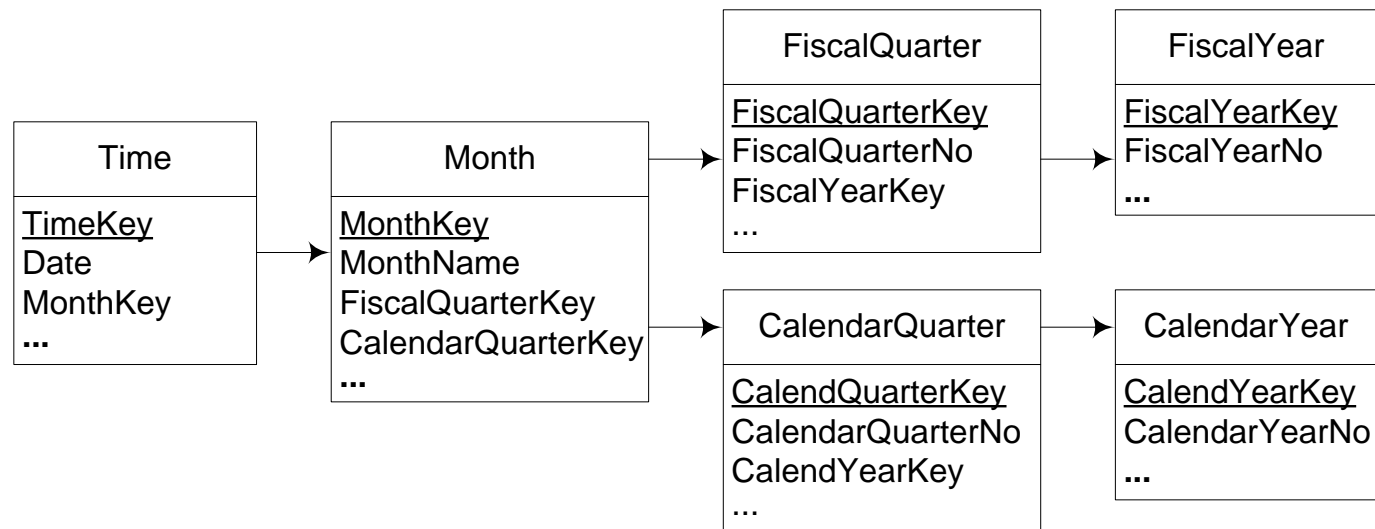 Time
TimeKey
Date
MonthKey
...
Month
MonthKey
MonthName
FiscalQuarterKey
CalendarQuarterKey
...
FiscalQuarter
FiscalQuarterKey
FiscalQuarterNo
FiscalYearKey
...
FiscalYear
FiscalYearKey
FiscalYearNo
...
CalendarQuarter
CalendQuarterKey
CalendarQuarterNo
CalendYearKey
...
CalendarYear
CalendYearKey
CalendarYearNo
...